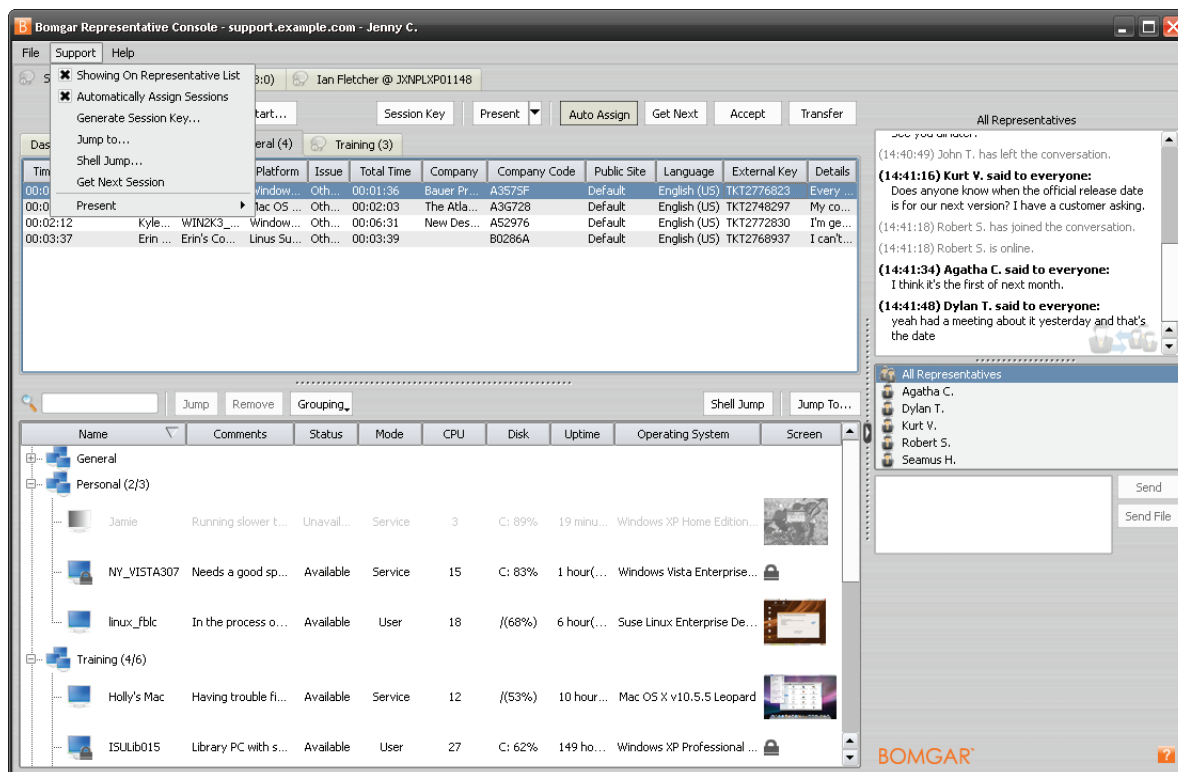 Bomgar Representative Console - support.example.com - Jenny C.
File Support Help
Showing On Representative List
Automatically Assign Sessions
Generate Session Key...
Jump to...
Shell Jump...
Get Next Session
Present
S 3:0) Ian Fletcher @ JXNPLXP01148
tart... Session Key Present Auto Assign Get Next Accept Transfer
Das eral (4) Training (3)
Tim Platform Issue Total Time Company Company Code Public Site Language External Key Details
00:0 Window... Oth... 00:01:36 Bauer Pr... A3575F Default English (US) TKT2776823 Every ...
00:0 Mac OS ... Oth... 00:02:03 The Atla... A3G728 Default English (US) TKT2748297 My co...
00:02:12 Kyle... WIN2K3_... Window... Oth... 00:06:31 New Des... A52976 Default English (US) TKT2772830 I'm ge...
00:03:37 Erin ... Erin's Co... Linus Su... Oth... 00:03:39 B0286A Default English (US) TKT2768937 I can't...
Jump Remove Grouping Shell Jump Jump To...
Name Comments Status Mode CPU Disk Uptime Operating System Screen
General
Personal (2/3)
Jamie Running slower t... Unavail... Service 3 C: 89% 19 minu... Windows XP Home Edition...
NY_VISTA307 Needs a good sp... Available Service 15 C: 83% 1 hour(... Windows Vista Enterprise...
linux_fblc In the process o... Available User 18 /(68%) 6 hour(... Suse Linux Enterprise De...
Training (4/6)
Holly's Mac Having trouble fi... Available Service 12 /(53%) 10 hour... Mac OS X v10.5.5 Leopard
ISULib015 Library PC with s... Available User 27 C: 62% 149 ho... Windows XP Professional ...
All Representatives
(14:40:49) John T. has left the conversation.
(14:41:16) Kurt V. said to everyone:
Does anyone know when the official release date
is for our next version? I have a customer asking.
(14:41:18) Robert S. has joined the conversation.
(14:41:18) Robert S. is online.
(14:41:34) Agatha C. said to everyone:
I think it's the first of next month.
(14:41:48) Dylan T. said to everyone:
yeah had a meeting about it yesterday and that's
the date
All Representatives
Agatha C.
Dylan T.
Kurt V.
Robert S.
Seamus H.
Send
Send File
BOMGAR
?